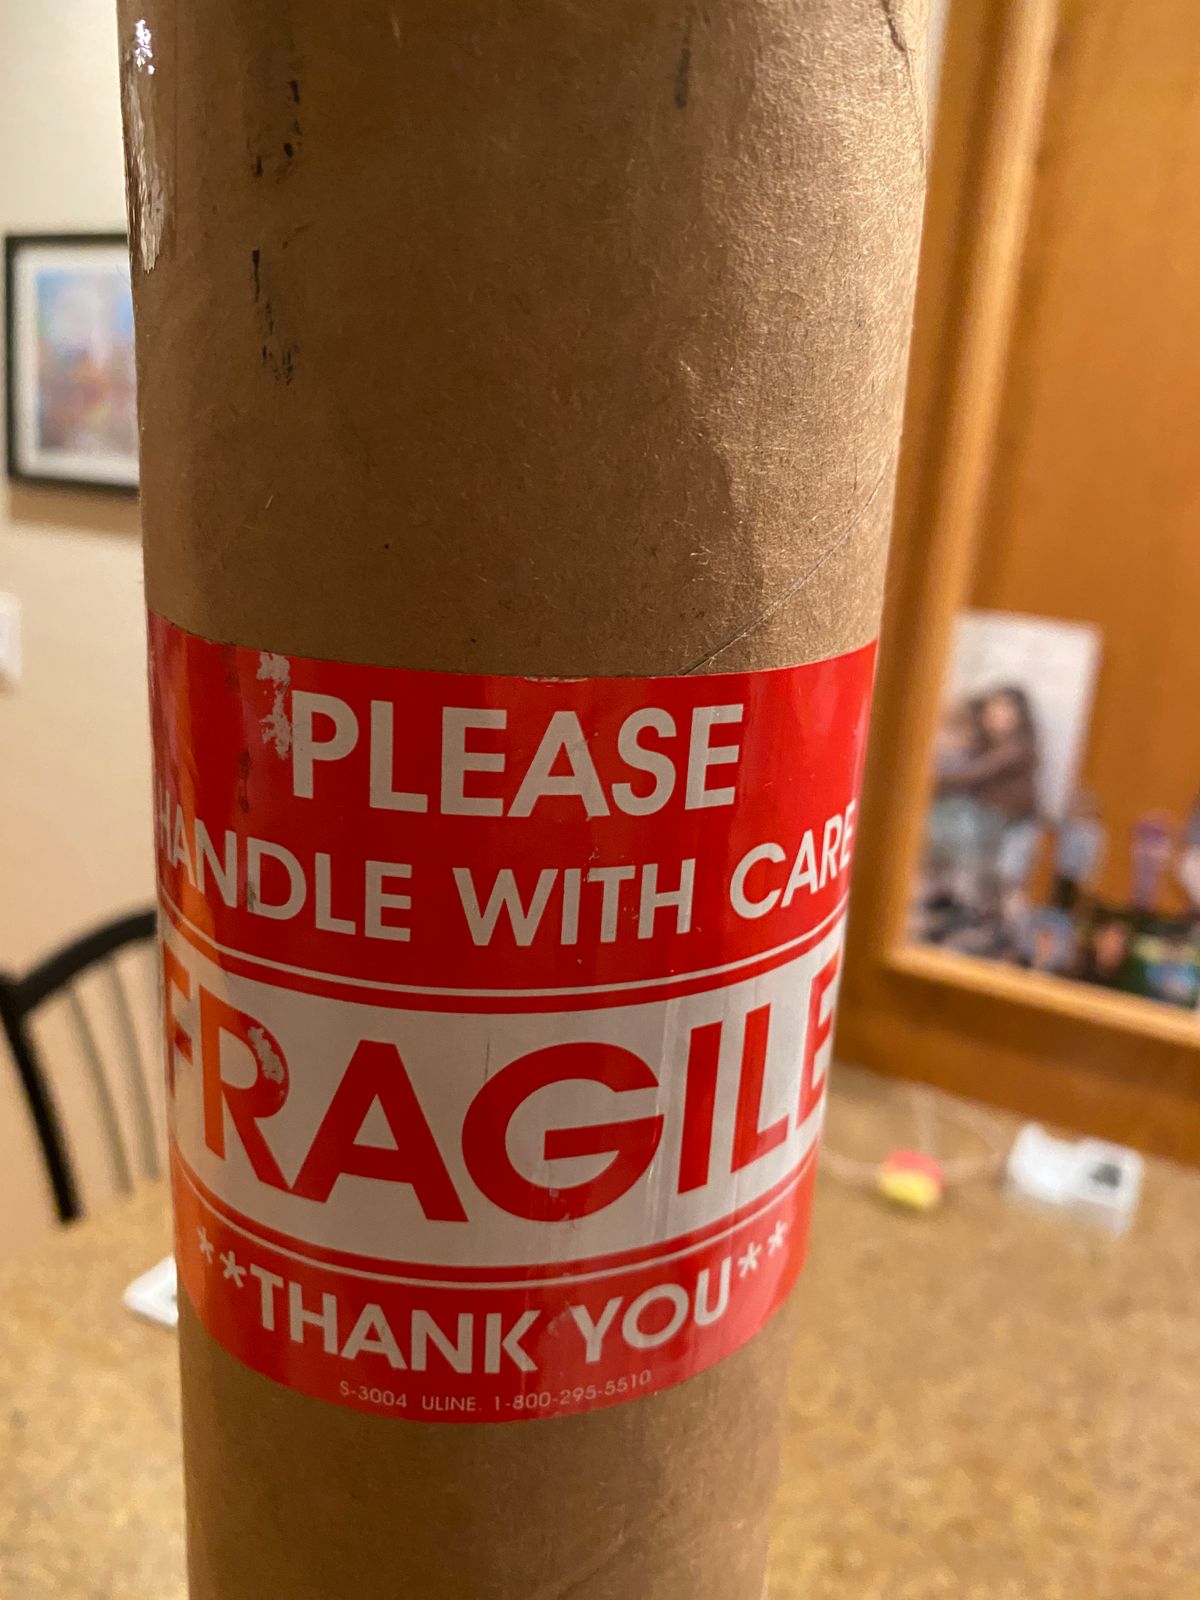 PLEASE
HANDLE WITH CARE
FRAGILE
**THANK YOU**
S-3004 ULINE. 1-800-295-5510